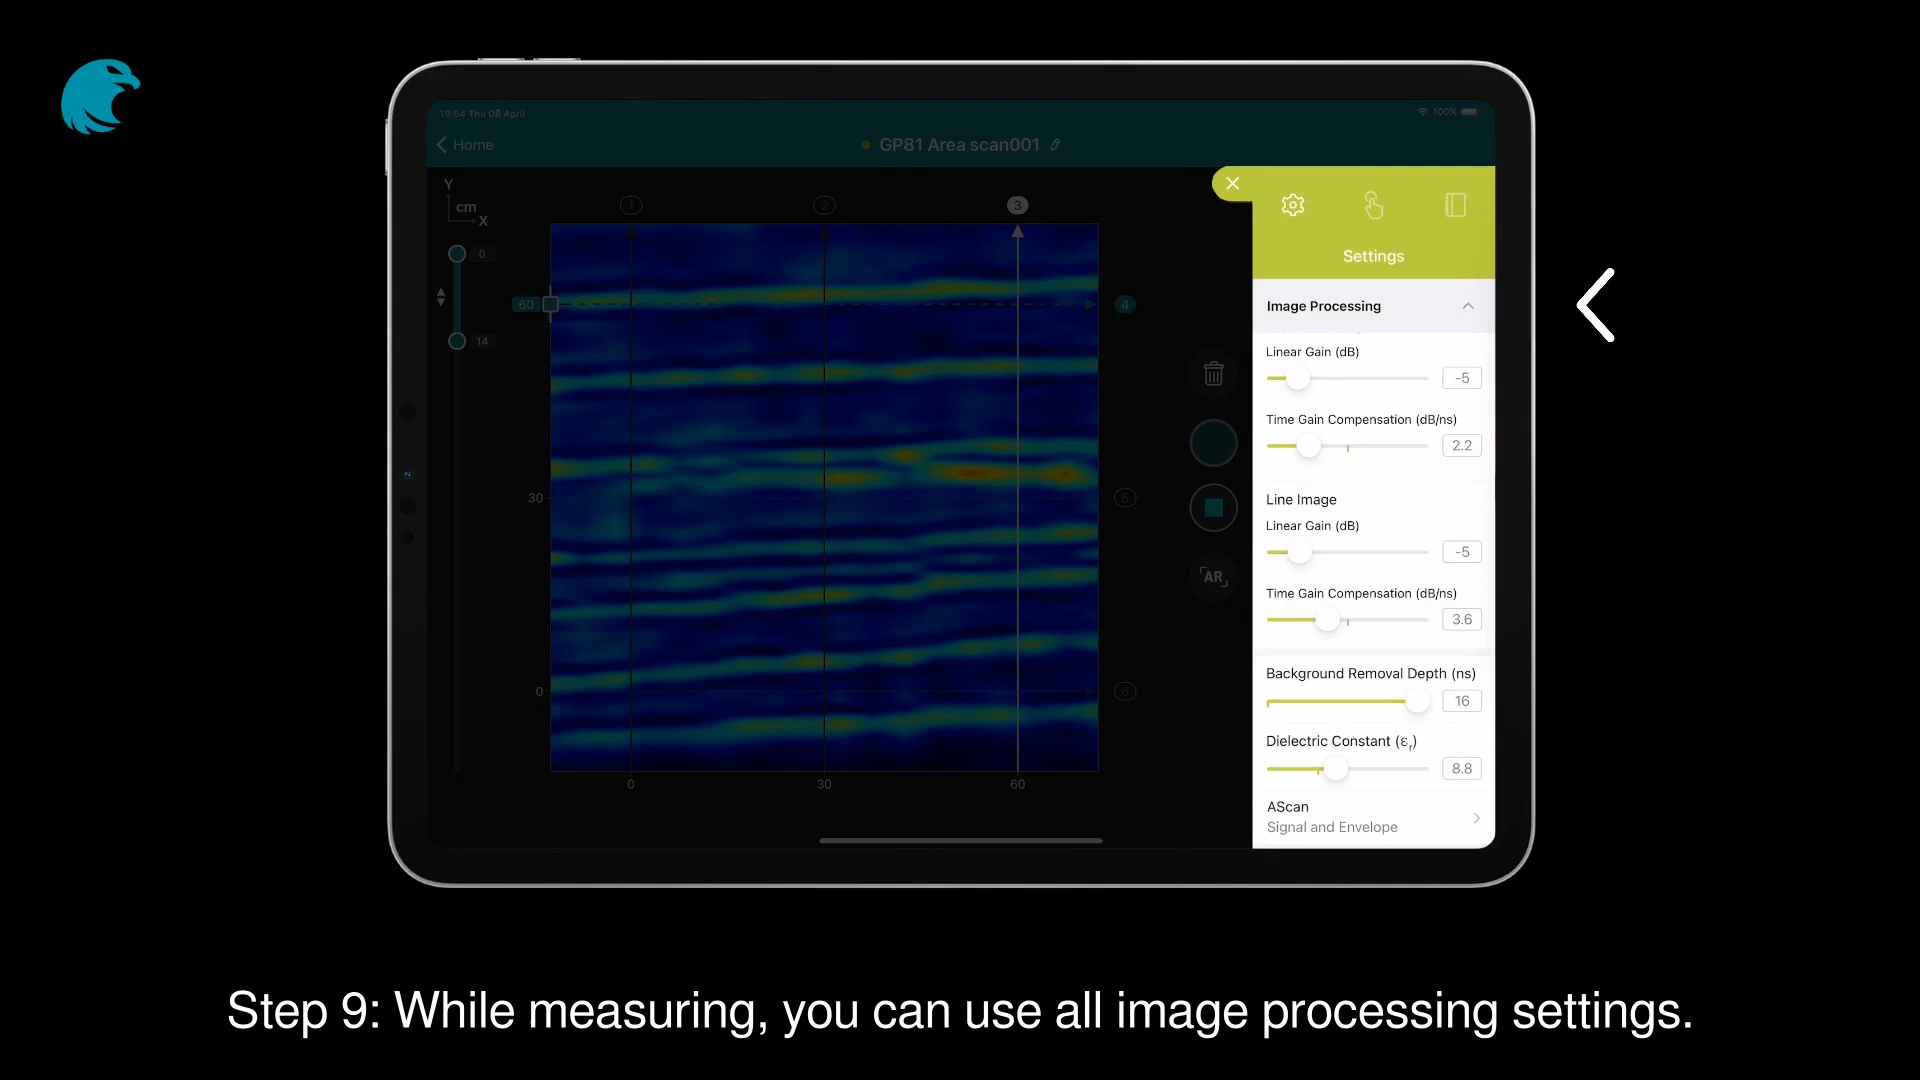 19:54 Thu 08 April
100%
Home
GP81 Area scan001
Y
cm
X
0
14
1
2
3
60
4
30
5
0
6
0
30
60
AR
Settings
Image Processing
Linear Gain (dB)
-5
Time Gain Compensation (dB/ns)
2.2
Line Image
Linear Gain (dB)
-5
Time Gain Compensation (dB/ns)
3.6
Background Removal Depth (ns)
16
Dielectric Constant (εr)
8.8
AScan
Signal and Envelope
Step 9: While measuring, you can use all image processing settings.